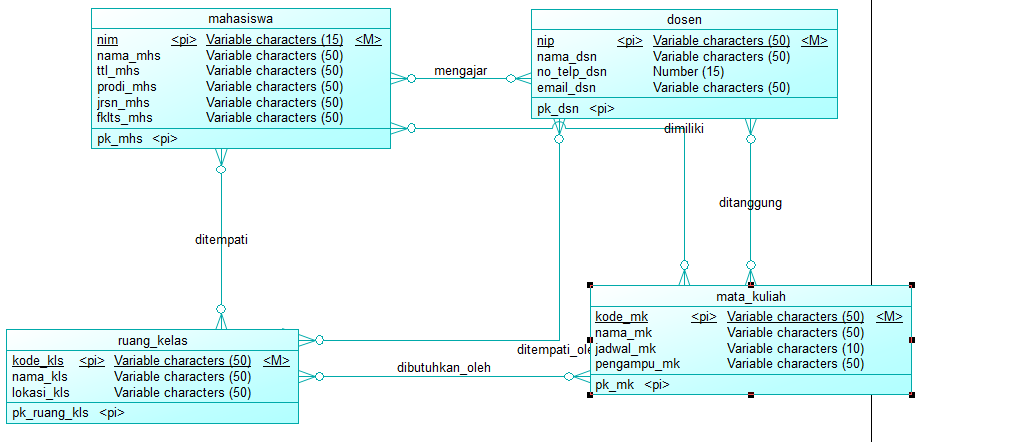 mahasiswa
nim <pi> Variable characters (15) <M>
nama_mhs Variable characters (50)
ttl_mhs Variable characters (50)
prodi_mhs Variable characters (50)
jrsn_mhs Variable characters (50)
fklts_mhs Variable characters (50)
pk_mhs <pi>
dosen
nip <pi> Variable characters (50) <M>
nama_dsn Variable characters (50)
no_telp_dsn Number (15)
email_dsn Variable characters (50)
pk_dsn <pi>
mengajar
dimiliki
ditanggung
ditempati
ruang_kelas
kode_kls <pi> Variable characters (50) <M>
nama_kls Variable characters (50)
lokasi_kls Variable characters (50)
pk_ruang_kls <pi>
ditempati_ole
dibutuhkan_oleh
mata_kuliah
kode_mk <pi> Variable characters (50) <M>
nama_mk Variable characters (50)
jadwal_mk Variable characters (10)
pengampu_mk Variable characters (50)
pk_mk <pi>